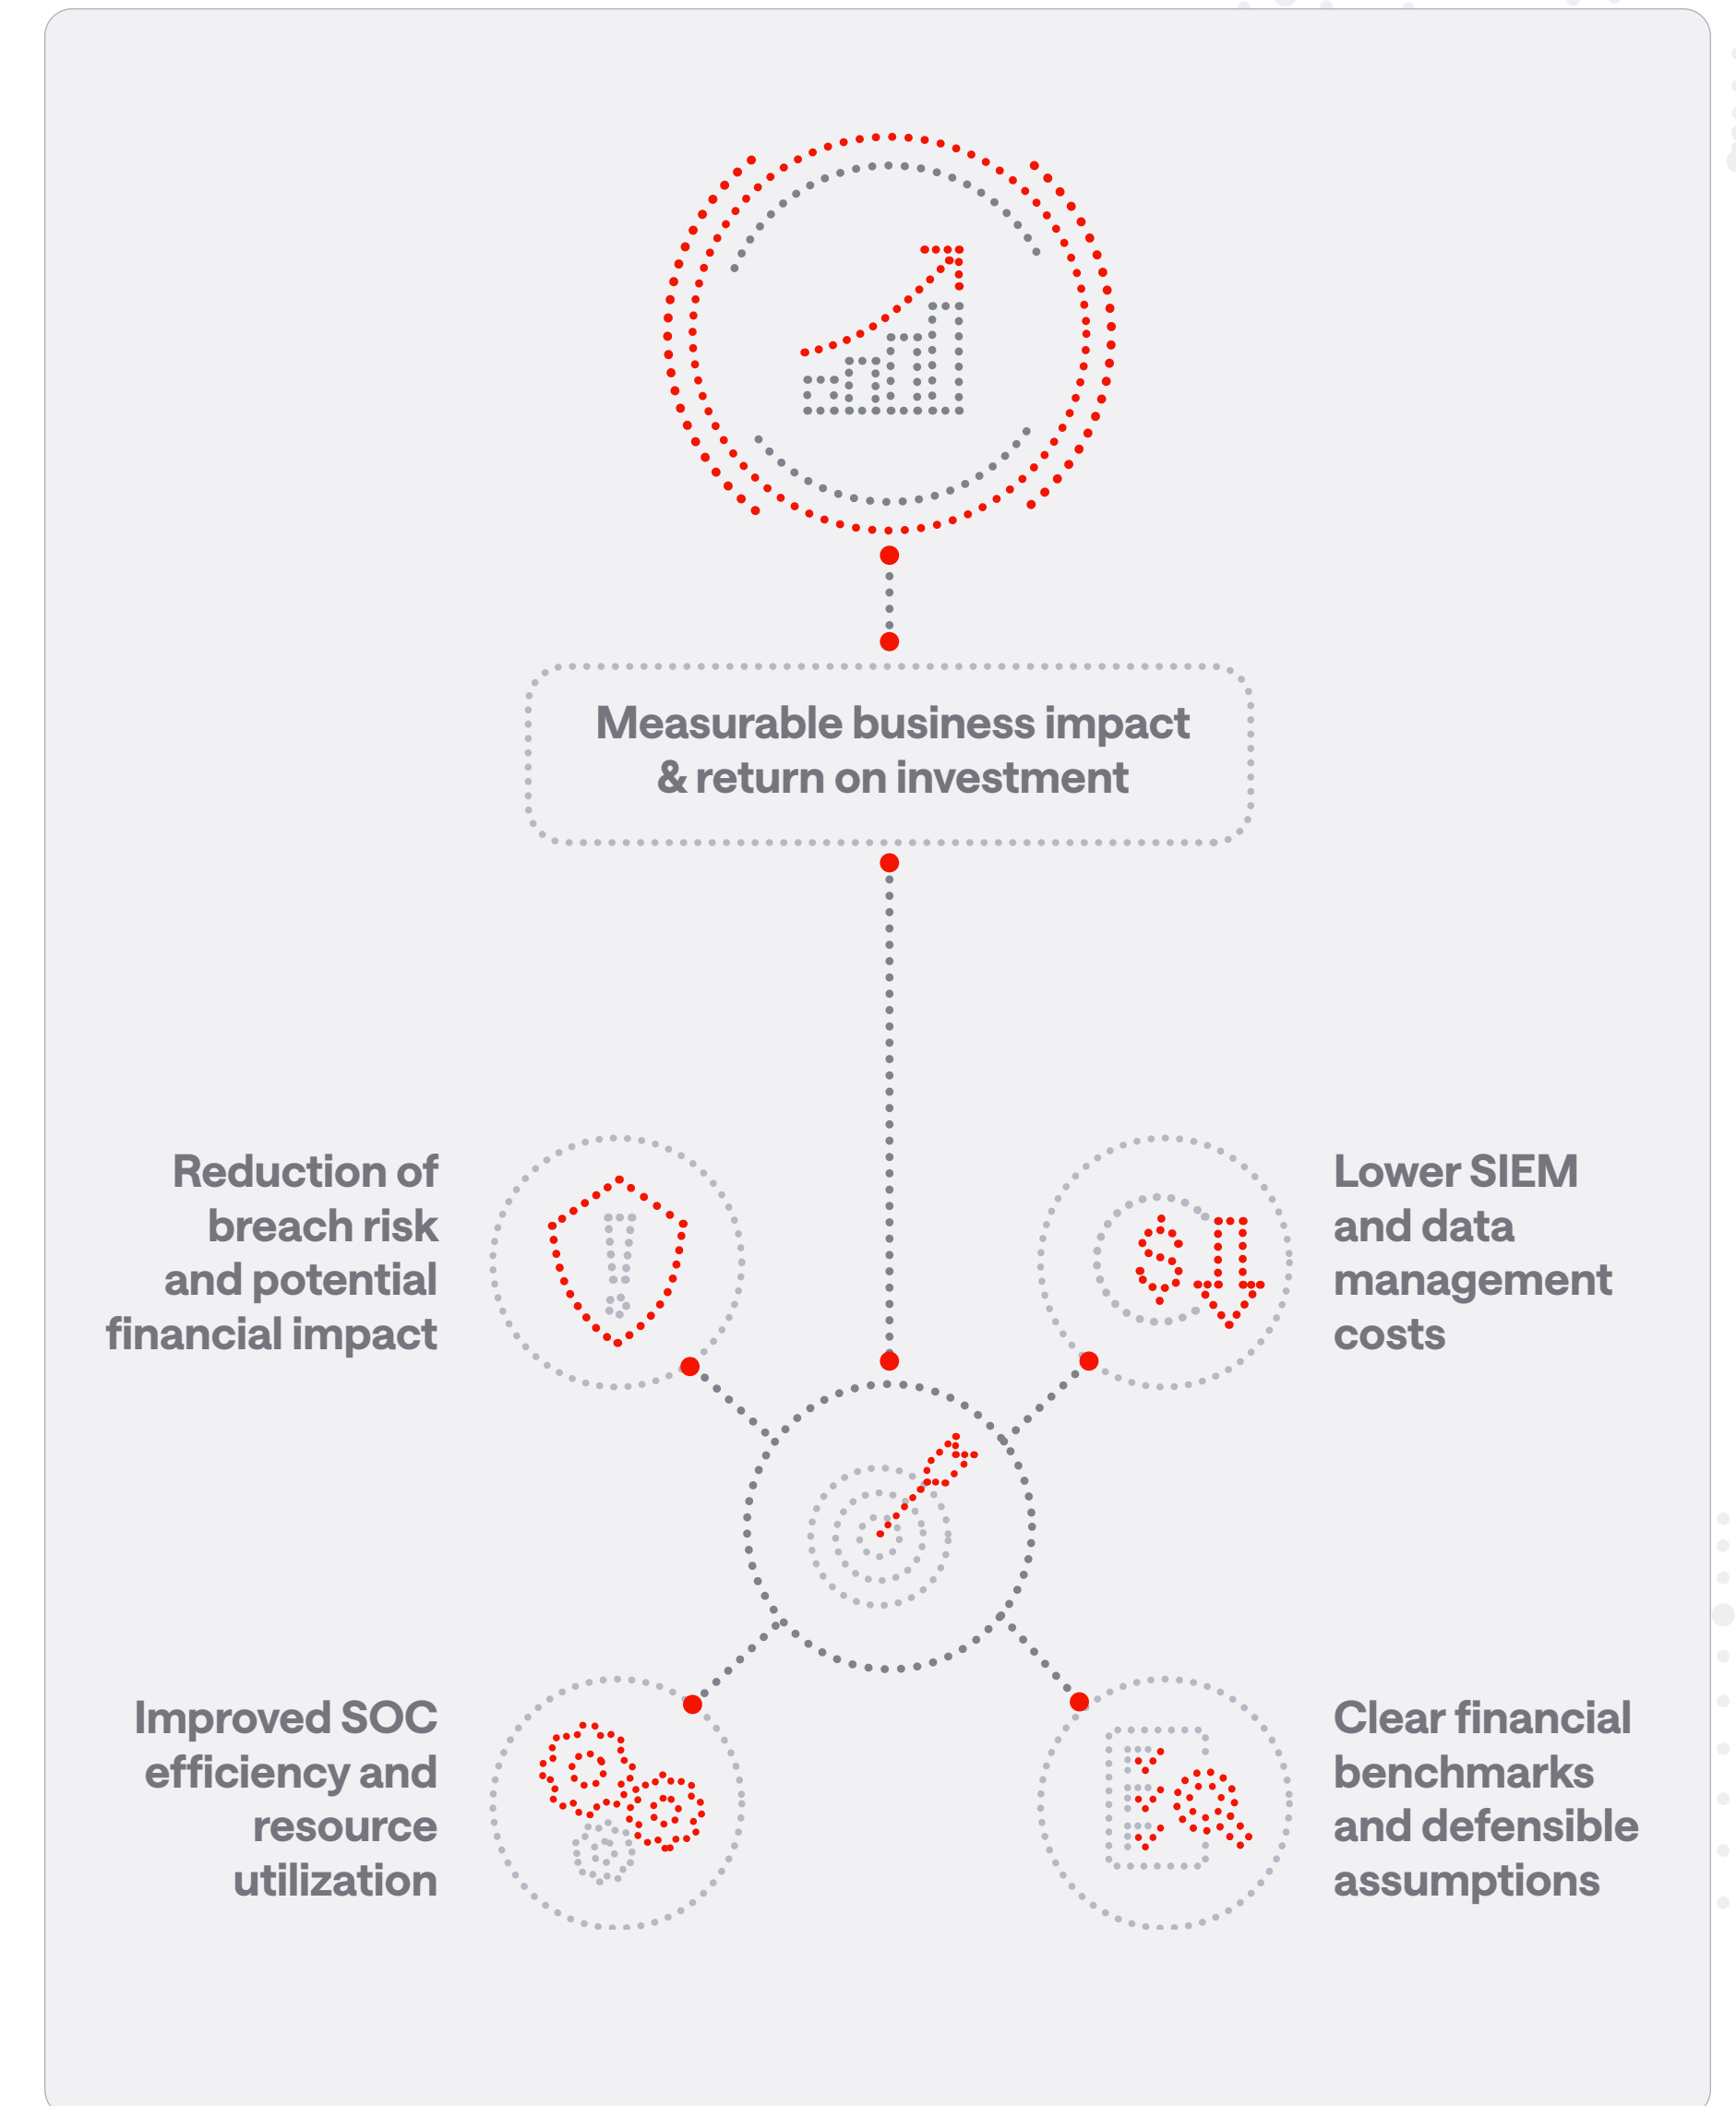 Measurable business impact
& return on investment
Reduction of
breach risk
and potential
financial impact
Lower SIEM
and data
management
costs
Improved SOC
efficiency and
resource
utilization
Clear financial
benchmarks
and defensible
assumptions